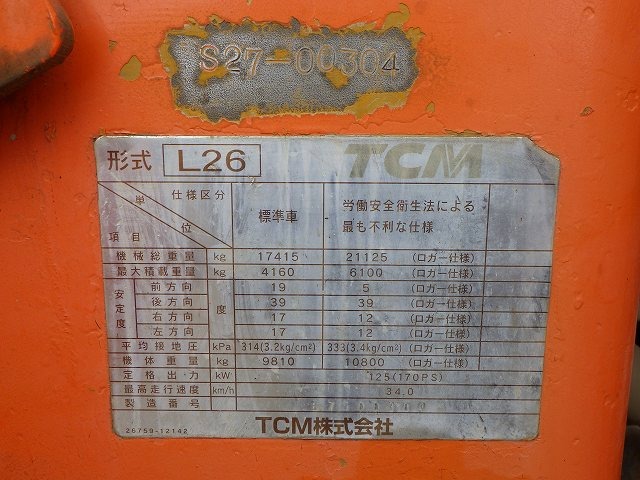 S27-00304
形式 L26 TCM
仕様区分
単位
項目
標準車
労働安全衛生法による
最も不利な仕様
機械総重量 kg 17415 21125 (ロガー仕様)
最大積載重量 kg 4160 6100 (ロガー仕様)
安定度 度
前方向 19 5 (ロガー仕様)
後方向 39 39 (ロガー仕様)
右方向 17 12 (ロガー仕様)
左方向 17 12 (ロガー仕様)
平均接地圧 kPa 314(3.2kg/cm²) 333(3.4kg/cm²) (ロガー仕様)
機体重量 kg 9810 10800 (ロガー仕様)
定格出力 kW 125(170PS)
最高走行速度 km/h 34.0
製造番号
26759-12142 TCM株式会社